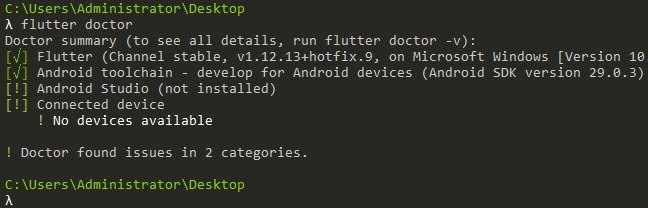 C:\Users\Administrator\Desktop
λ flutter doctor
Doctor summary (to see all details, run flutter doctor -v):
[√] Flutter (Channel stable, v1.12.13+hotfix.9, on Microsoft Windows [Version 10.
[√] Android toolchain - develop for Android devices (Android SDK version 29.0.3)
[!] Android Studio (not installed)
[!] Connected device
! No devices available
! Doctor found issues in 2 categories.
C:\Users\Administrator\Desktop
λ